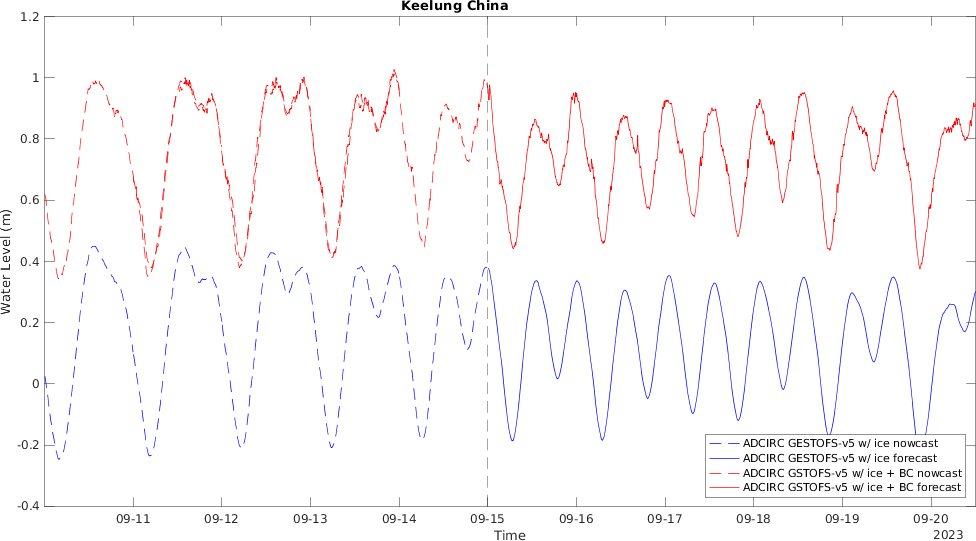 Keelung China
1.2
1
0.8
0.6
0.4
0.2
0
-0.2
-0.4
Water Level (m)
ADCIRC GESTOFS-v5 w/ ice nowcast
ADCIRC GESTOFS-v5 w/ ice forecast
ADCIRC GSTOFS-v5 w/ ice + BC nowcast
ADCIRC GSTOFS-v5 w/ ice + BC forecast
09-11 09-12 09-13 09-14 09-15 09-16 09-17 09-18 09-19 09-20
Time
2023